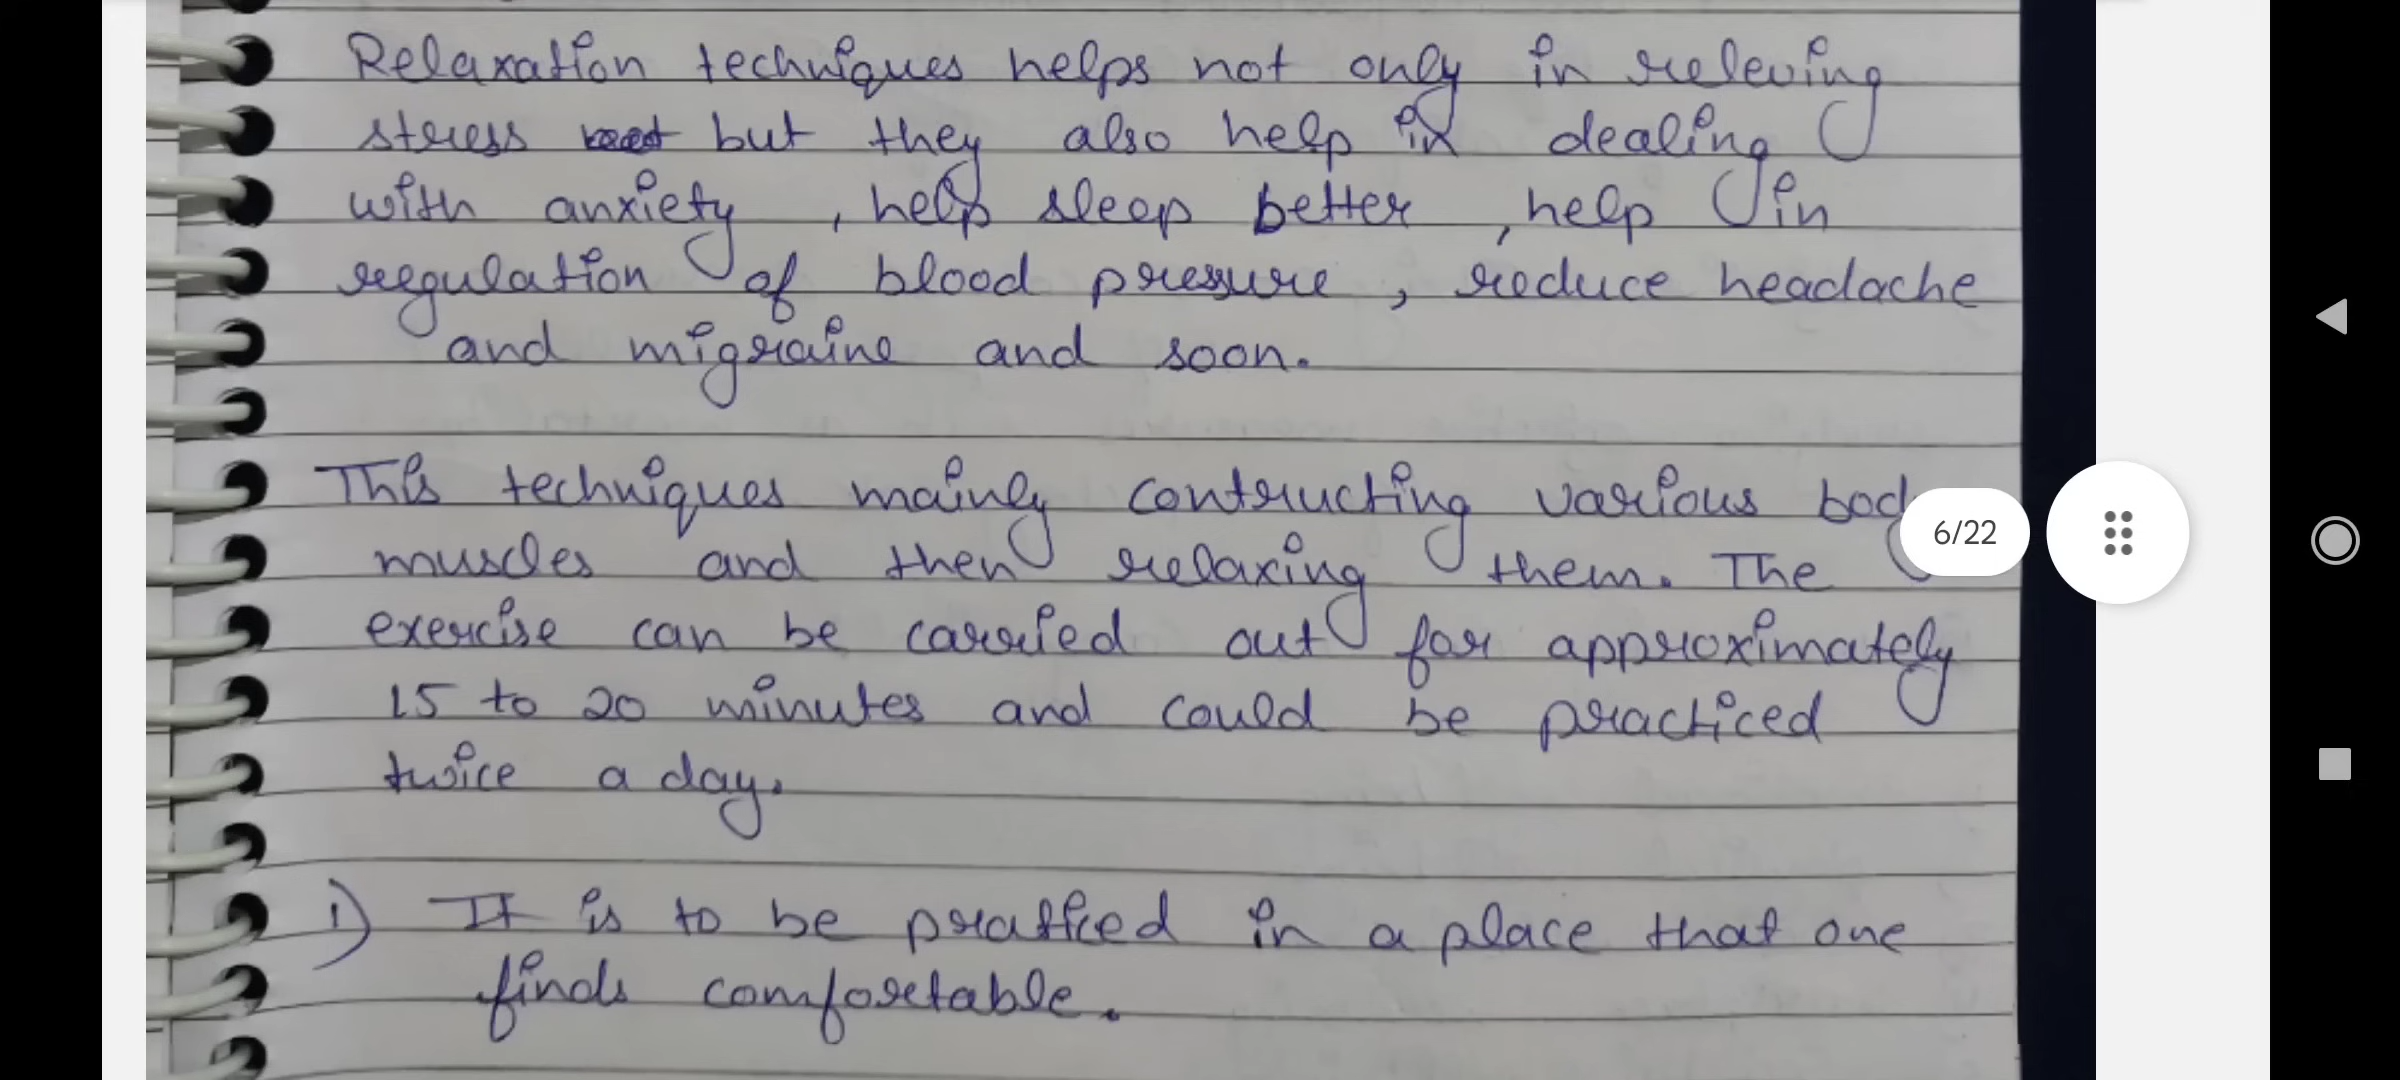 Relaxation techniques helps not only in releving
stress but they also help in dealing
with anxiety , help sleep better , help in
regulation of blood pressure , reduce headache
and migraine and soon.
This techniques mainly contructing various bod
muscles and then relaxing them. The
exercise can be carried out for approximately
15 to 20 minutes and could be practiced
twice a day.
i) It is to be pratticed in a place that one
finds comfortable.
6/22